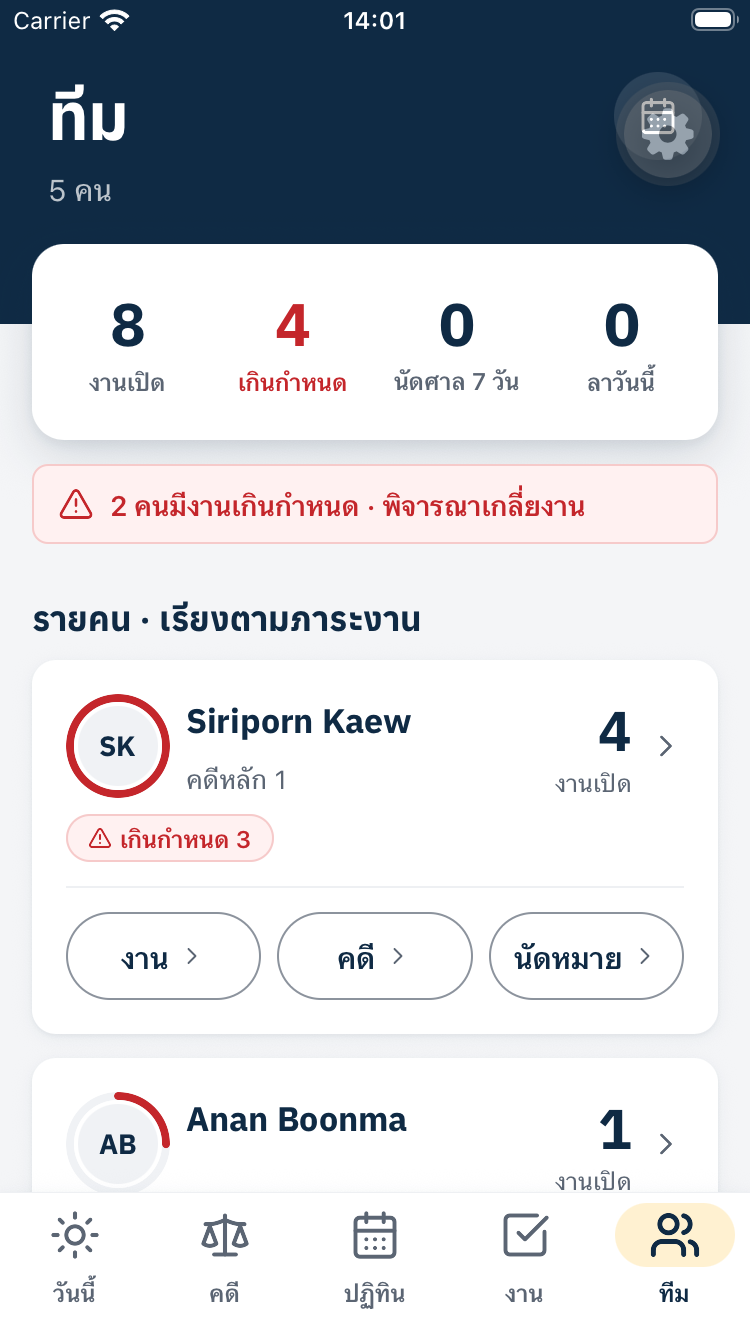 Carrier 14:01
ทีม
5 คน
8 4 0 0
งานเปิด เกินกำหนด นัดศาล 7 วัน ลาวันนี้
2 คนมีงานเกินกำหนด · พิจารณาเกลี่ยงาน
รายคน · เรียงตามภาระงาน
SK Siriporn Kaew 4
คดีหลัก 1 งานเปิด
เกินกำหนด 3
งาน คดี นัดหมาย
AB Anan Boonma 1
งานเปิด
วันนี้ คดี ปฏิทิน งาน ทีม